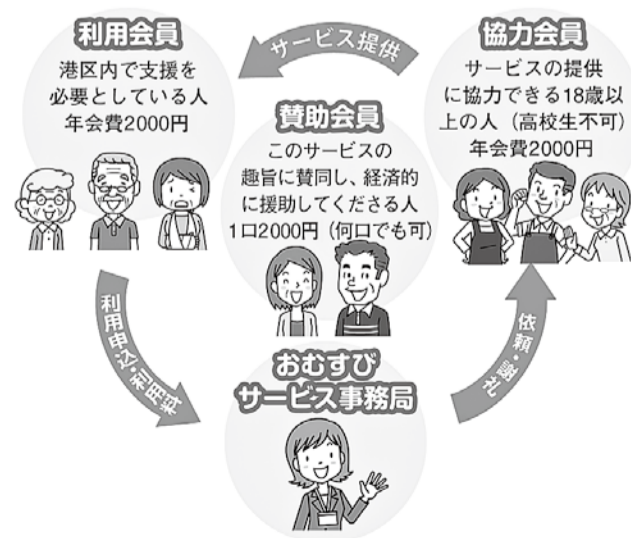 利用会員
港区内で支援を
必要としている人
年会費2000円
サービス提供
協力会員
サービスの提供
に協力できる18歳以
上の人（高校生不可）
年会費2000円
賛助会員
このサービスの
趣旨に賛同し、経済的
に援助してくださる人
1口2000円（何口でも可）
利用申込・利用料
依頼・謝礼
おむすび
サービス事務局